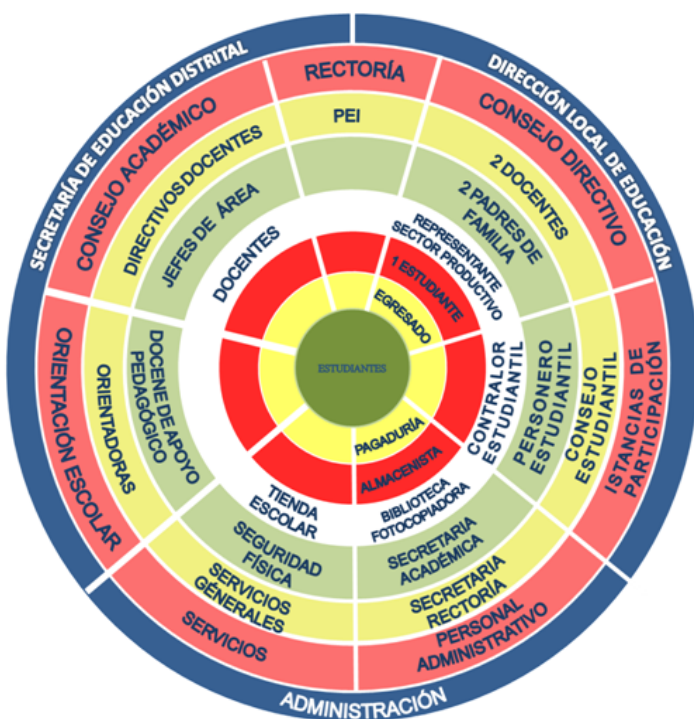 SECRETARÍA DE EDUCACIÓN DISTRITAL
DIRECCIÓN LOCAL DE EDUCACIÓN
RECTORÍA
PEI
CONSEJO ACADÉMICO
DIRECTIVOS DOCENTES
JEFES DE ÁREA
DOCENTES
CONSEJO DIRECTIVO
2 DOCENTES
2 PADRES DE
FAMILIA
REPRESENTANTE
SECTOR PRODUCTIVO
1 ESTUDIANTE
EGRESADO
ESTUDIANTES
ORIENTACIÓN ESCOLAR
ORIENTADORAS
DOCENE DE APOYO
PEDAGÓGICO
CONTRALOR
ESTUDIANTIL
PERSONERO
ESTUDIANTIL
CONSEJO
ESTUDIANTIL
ISTANCIAS DE
PARTICIPACIÓN
PAGADURÍA
ALMACENISTA
BIBLIOTECA
FOTOCOPIADORA
SECRETARIA
ACADÉMICA
SECRETARIA
RECTORÍA
PERSONAL
ADMINISTRATIVO
TIENDA
ESCOLAR
SEGURIDAD
FÍSICA
SERVICIOS
GÉNERALES
SERVICIOS
ADMINISTRACIÓN